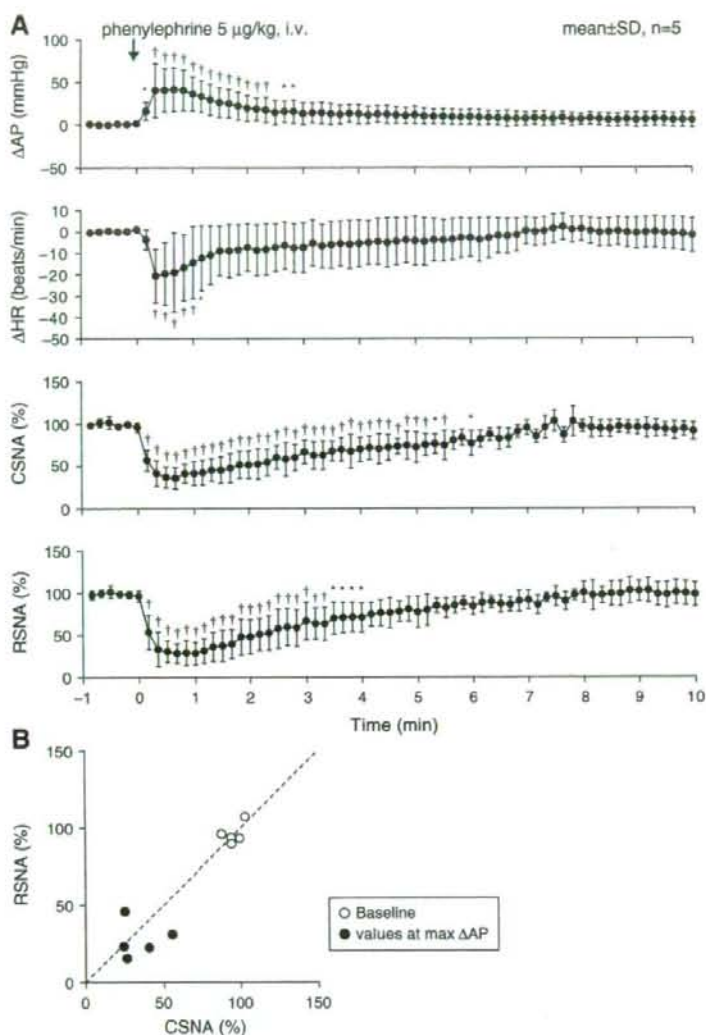 A
phenylephrine 5 µg/kg, i.v.
mean±SD, n=5
ΔAP (mmHg)
100
50
0
−50
ΔHR (beats/min)
10
0
−10
−20
−30
−40
−50
CSNA (%)
150
100
50
0
RSNA (%)
150
100
50
0
−1 0 1 2 3 4 5 6 7 8 9 10
Time (min)
B
RSNA (%)
150
100
50
0
0 50 100 150
CSNA (%)
Baseline
values at max ΔAP